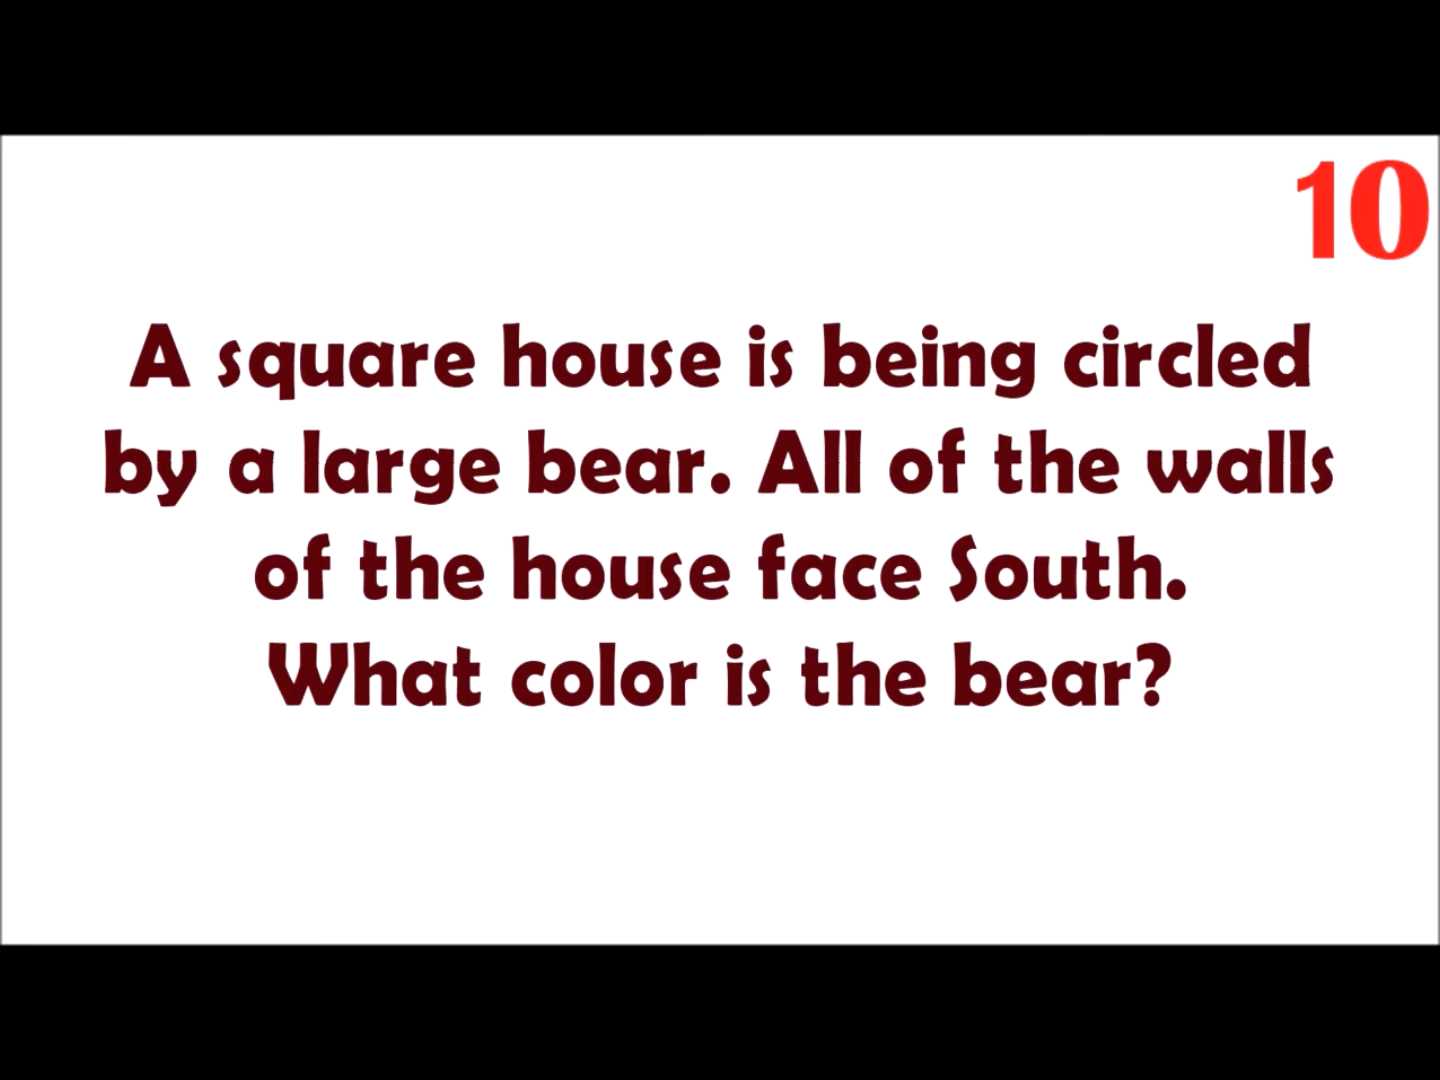 10
A square house is being circled
by a large bear. All of the walls
of the house face South.
What color is the bear?